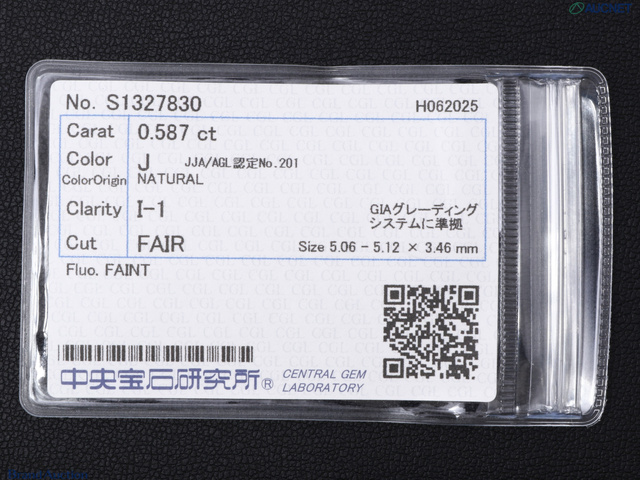 No. S1327830
H062025
Carat 0.587 ct
Color J JJA/AGL認定No.201
ColorOrigin NATURAL
Clarity I-1
GIAグレーディング
システムに準拠
Cut FAIR Size 5.06 - 5.12 × 3.46 mm
Fluo. FAINT
中央宝石研究所®
CENTRAL GEM
LABORATORY